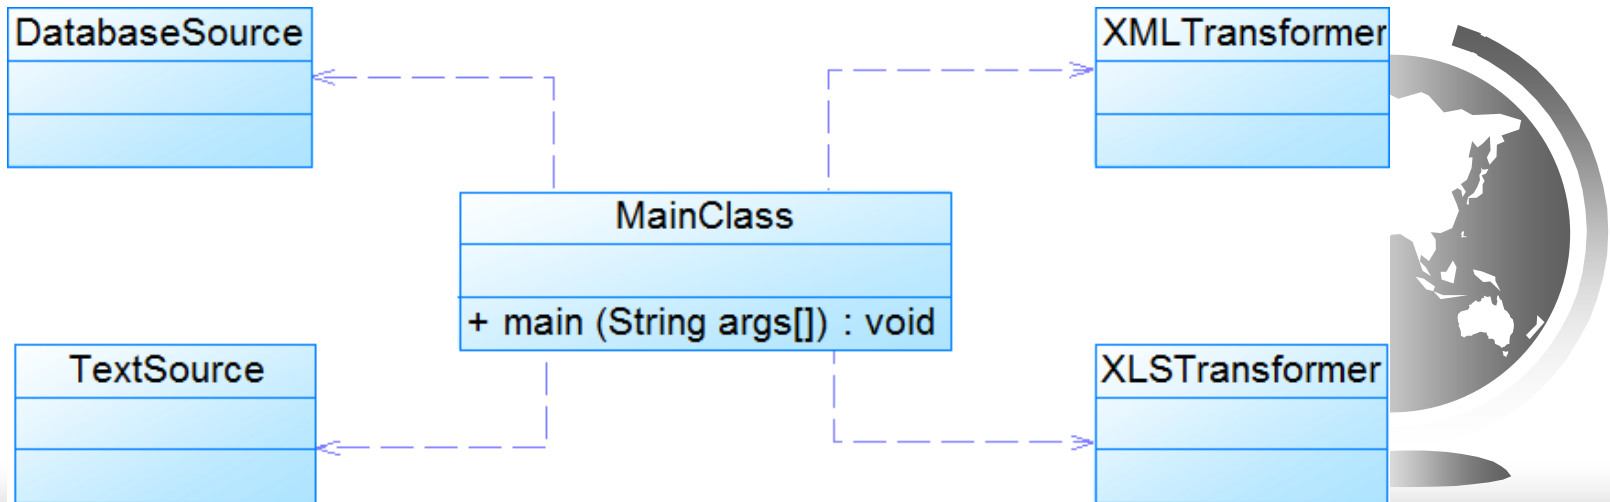 DatabaseSource
XMLTransformer
MainClass
+ main (String args[]) : void
TextSource
XLSTransformer